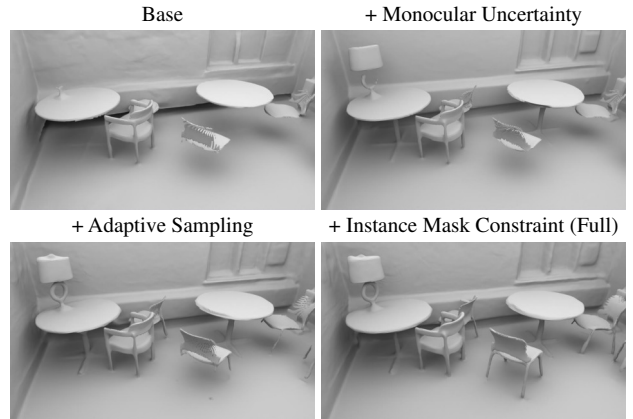 Base
+ Monocular Uncertainty
+ Adaptive Sampling
+ Instance Mask Constraint (Full)